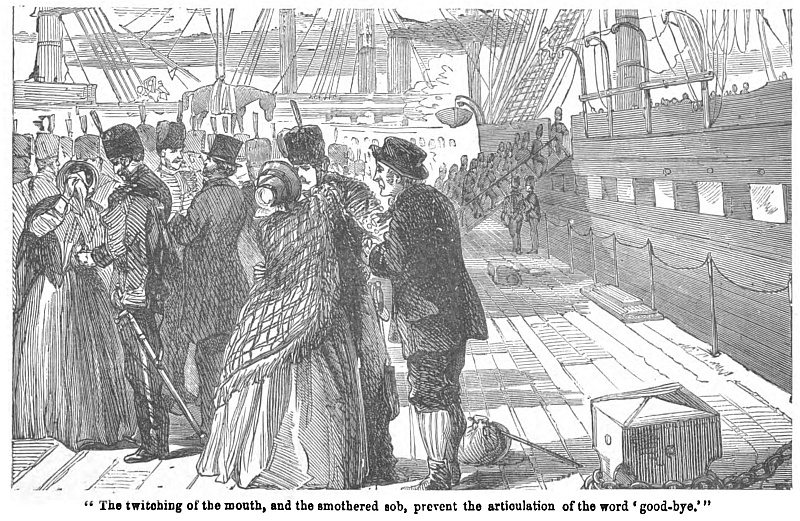 “ The twitching of the mouth, and the smothered sob, prevent the articulation of the word ‘good-bye.’ ”